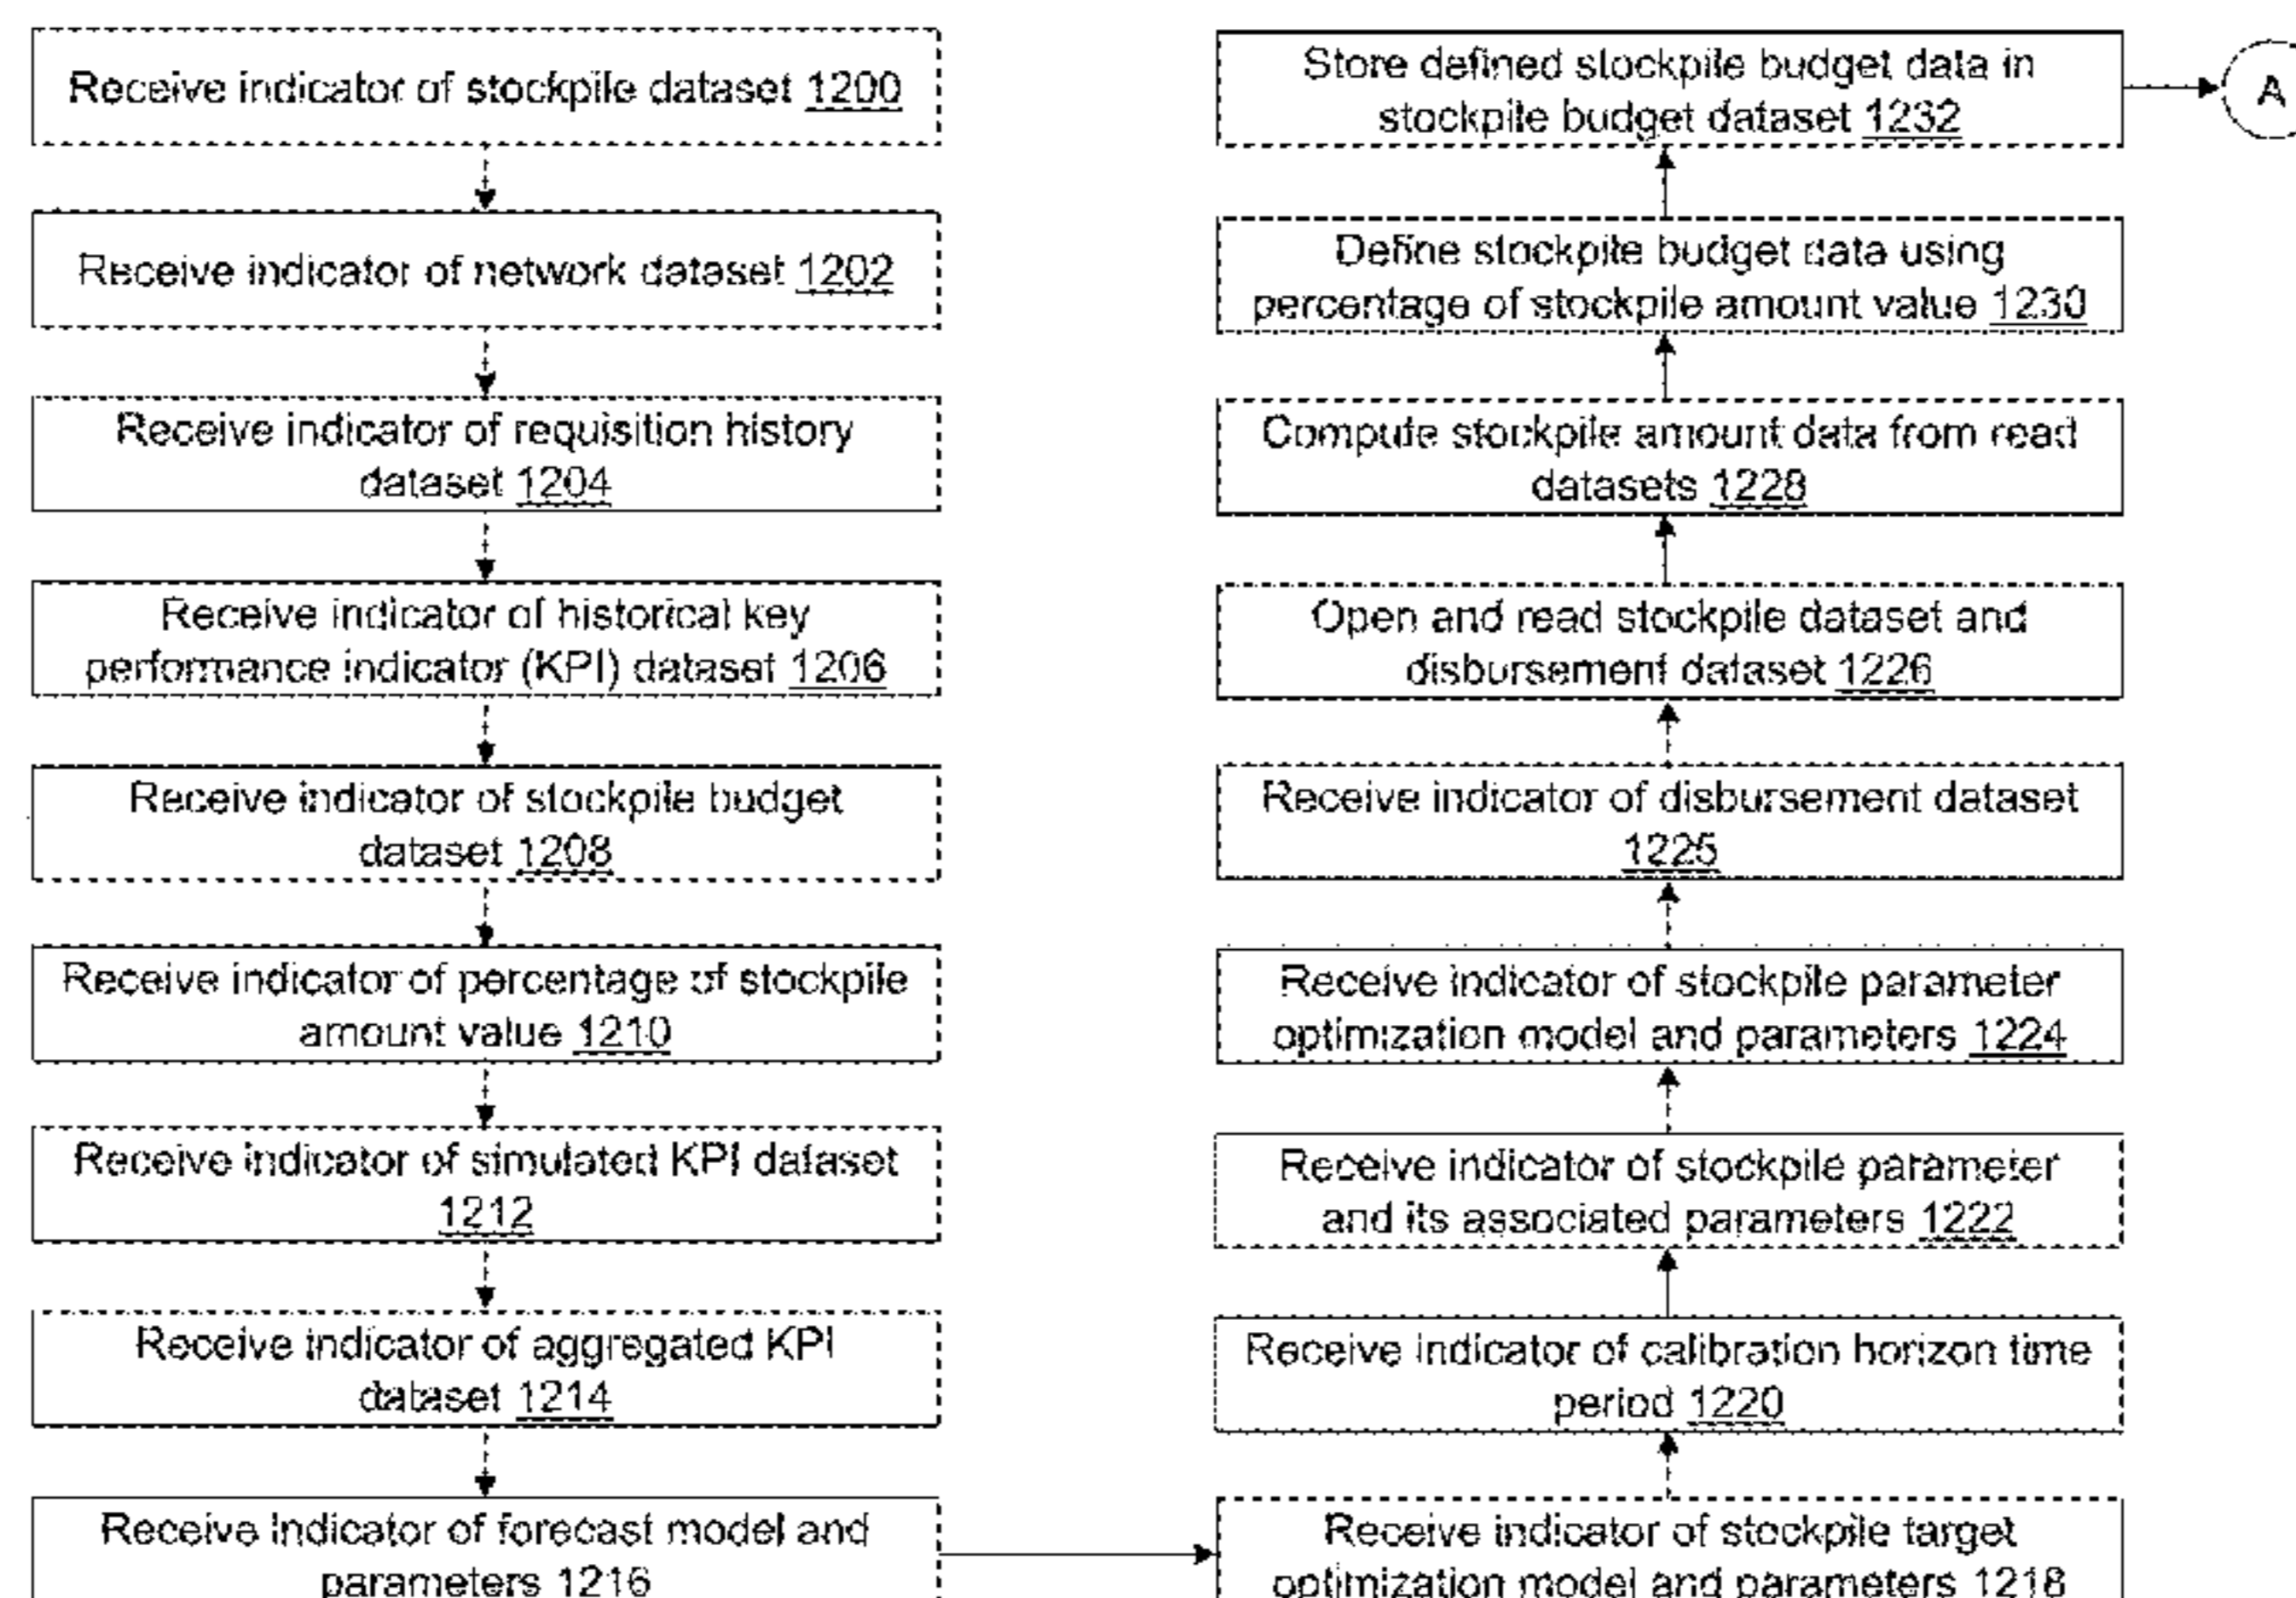 Receive indicator of stockpile dataset 1200
Receive indicator of network dataset 1202
Receive indicator of requisition history
dataset 1204
Receive indicator of historical key
performance indicator (KPI) dataset 1206
Receive indicator of stockpile budget
dataset 1208
Receive indicator of percentage of stockpile
amount value 1210
Receive indicator of simulated KPI dataset
1212
Receive indicator of aggregated KPI
dataset 1214
Receive indicator of forecast model and
parameters 1216
Receive indicator of stockpile target
optimization model and parameters 1218
Receive indicator of calibration horizon time
period 1220
Receive indicator of stockpile parameter
and its associated parameters 1222
Receive indicator of stockpile parameter
optimization model and parameters 1224
Receive indicator of disbursement dataset
1225
Open and read stockpile dataset and
disbursement dataset 1226
Compute stockpile amount data from read
datasets 1228
Define stockpile budget data using
percentage of stockpile amount value 1230
Store defined stockpile budget data in
stockpile budget dataset 1232
A